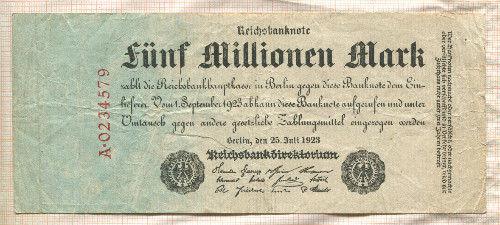 Reichsbanknote
Fünf Millionen Mark
zahlt die Reichsbankhauptkasse in Berlin gegen diese Banknote dem Ein-
lieferer. Vom 1. September 1923 ab kann diese Banknote aufgerufen und unter
Umtausch gegen andere gesetzliche Zahlungsmittel eingezogen werden
Berlin, den 25. Juli 1923
Reichsbankdirektorium
A·0234579